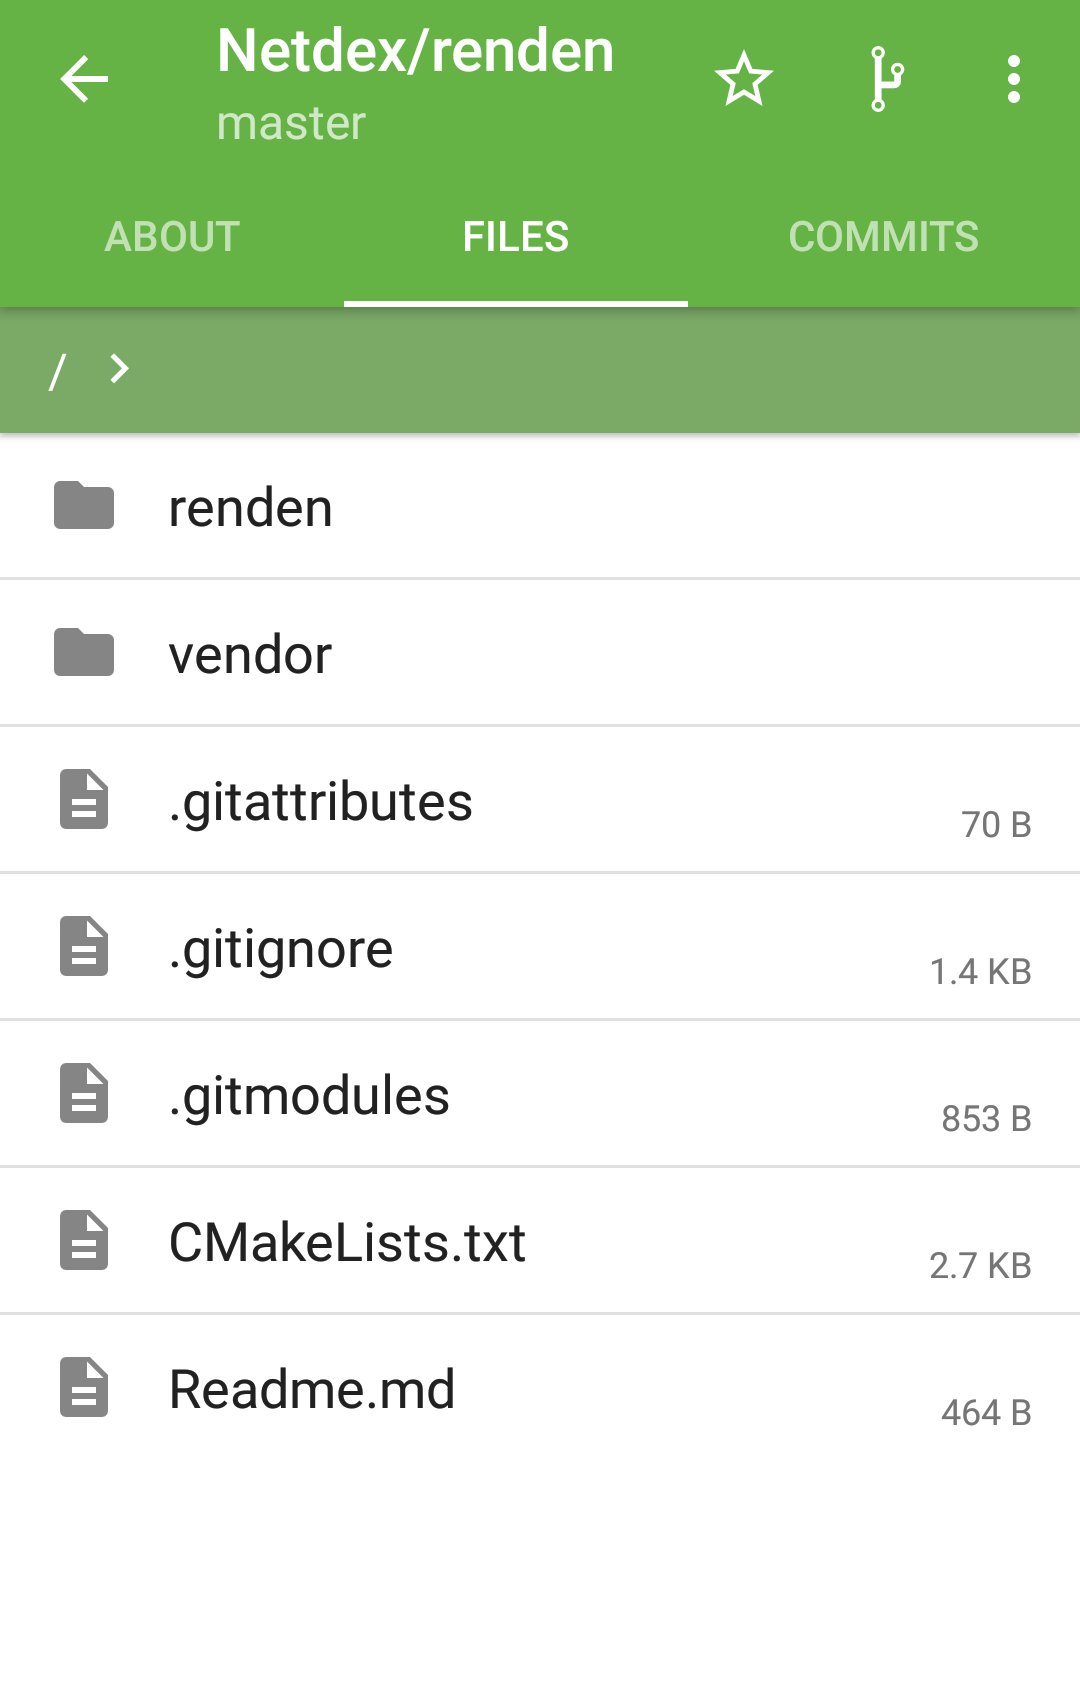 Netdex/renden
master
ABOUT FILES COMMITS
/
renden
vendor
.gitattributes
70 B
.gitignore
1.4 KB
.gitmodules
853 B
CMakeLists.txt
2.7 KB
Readme.md
464 B